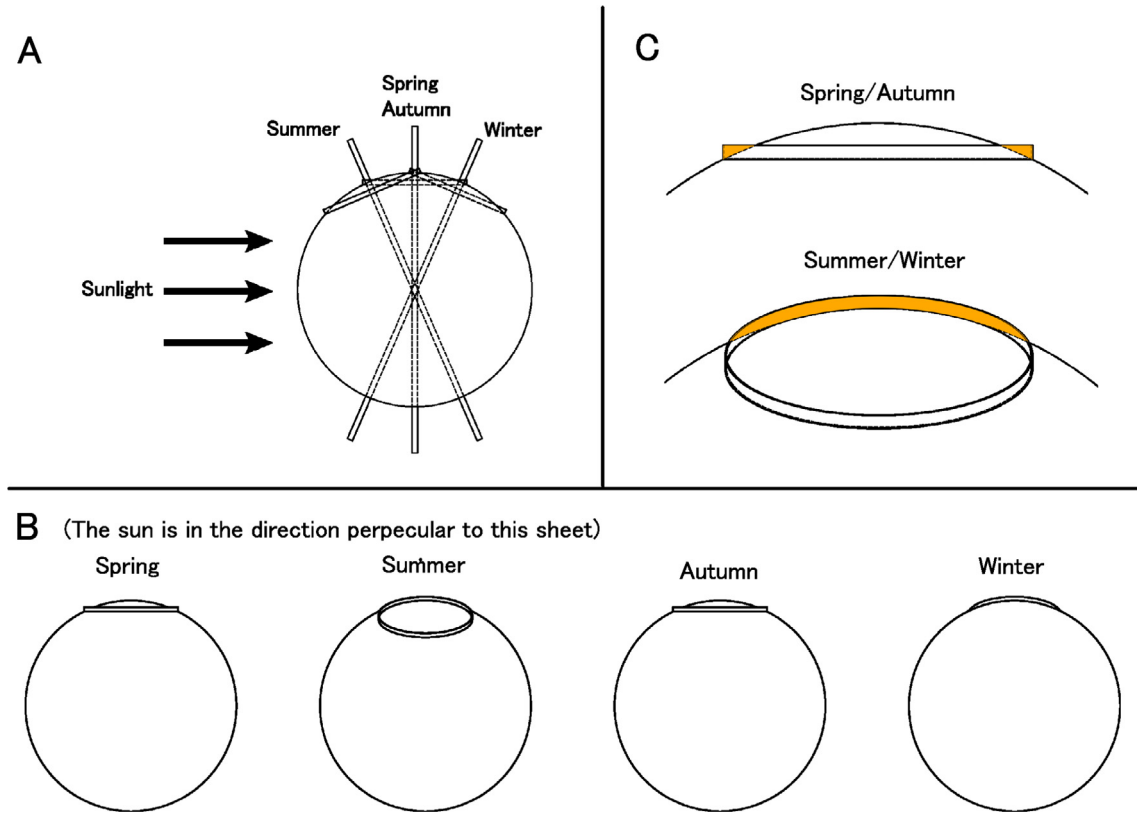 A
Spring
Autumn
Summer
Winter
Sunlight
C
Spring/Autumn
Summer/Winter
B (The sun is in the direction perpecular to this sheet)
Spring
Summer
Autumn
Winter